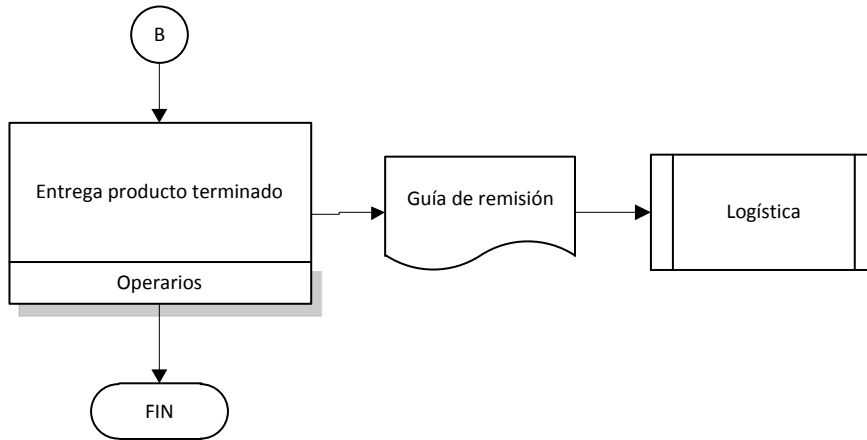 B
Entrega producto terminado
Guía de remisión
Logística
Operarios
FIN